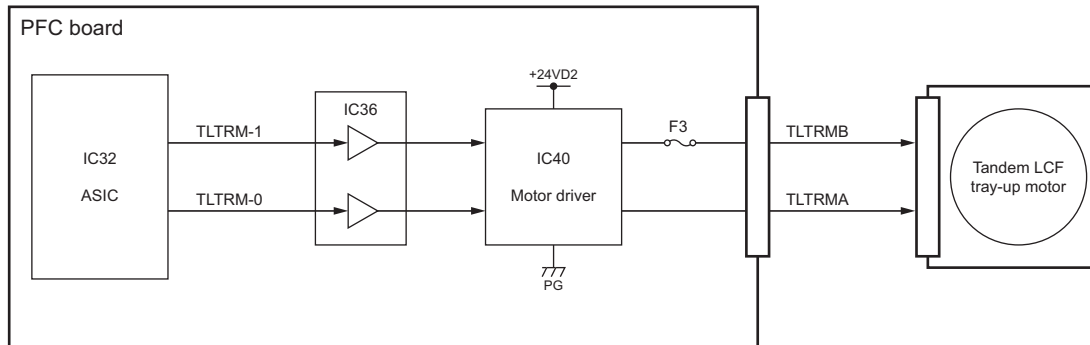 PFC board
+24VD2
IC36
F3
TLTRM-1
TLTRMB
IC32
ASIC
IC40
Motor driver
Tandem LCF
tray-up motor
TLTRM-0
TLTRMA
PG